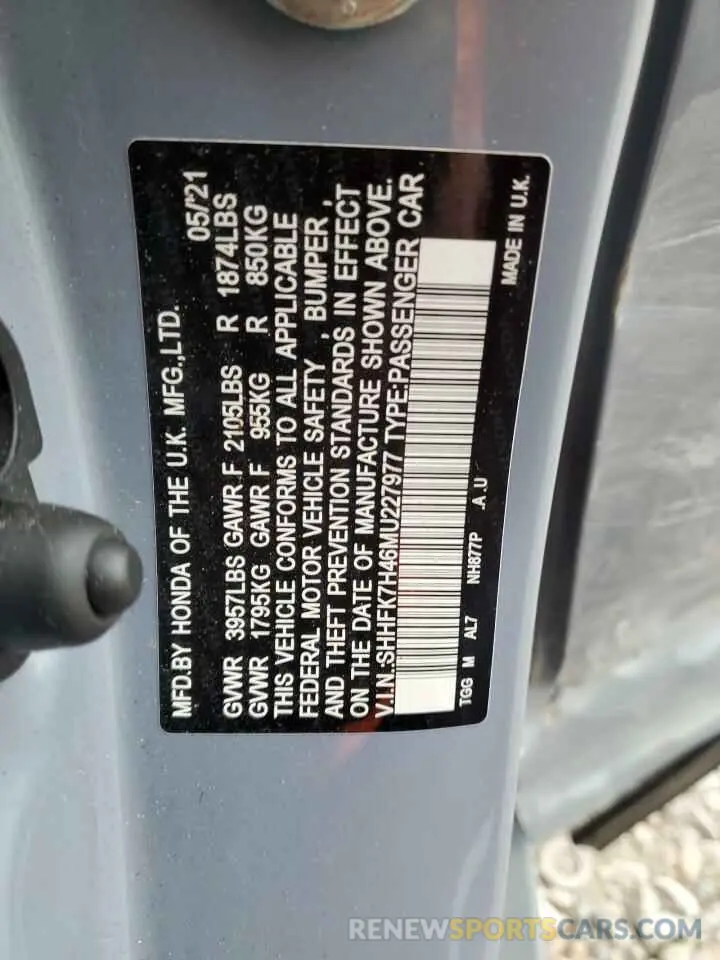 MFD.BY HONDA OF THE U.K. MFG.,LTD. 05/'21
GVWR 3957LBS GAWR F 2105LBS R 1874LBS
GVWR 1795KG GAWR F 955KG R 850KG
THIS VEHICLE CONFORMS TO ALL APPLICABLE
FEDERAL MOTOR VEHICLE SAFETY , BUMPER ,
AND THEFT PREVENTION STANDARDS IN EFFECT
ON THE DATE OF MANUFACTURE SHOWN ABOVE.
V.I.N.SHHFK7H46MU227977 TYPE:PASSENGER CAR
TGG M AL7 NH877P .A U
MADE IN U.K.
RENEWSPORTSCARS.COM